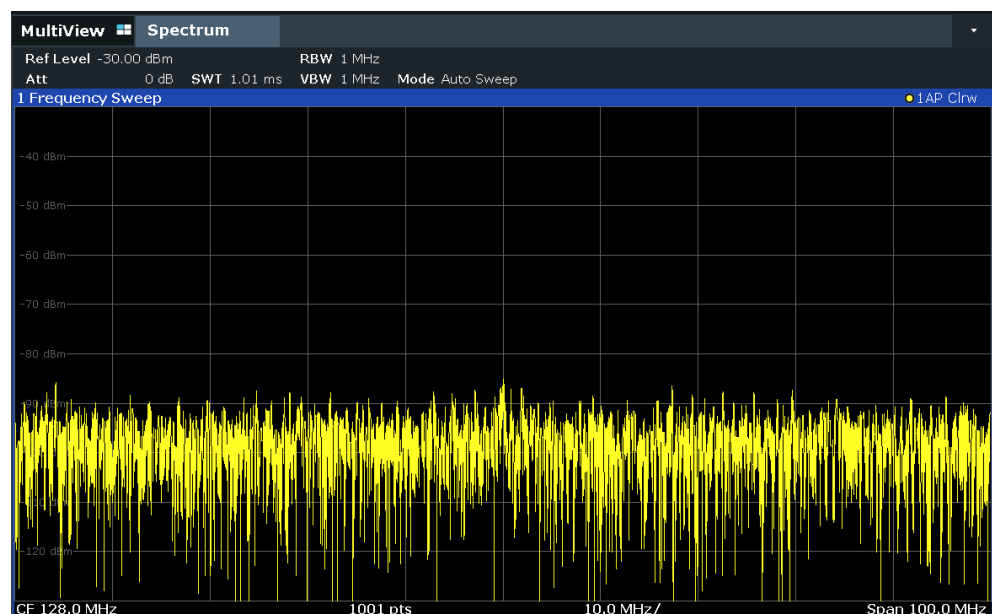 MultiView Spectrum
Ref Level -30.00 dBm RBW 1 MHz
Att 0 dB SWT 1.01 ms VBW 1 MHz Mode Auto Sweep
1 Frequency Sweep 1AP Clrw
-40 dBm
-50 dBm
-60 dBm
-70 dBm
-80 dBm
-90 dBm
-120 dBm
CF 128.0 MHz 1001 pts 10.0 MHz/ Span 100.0 MHz